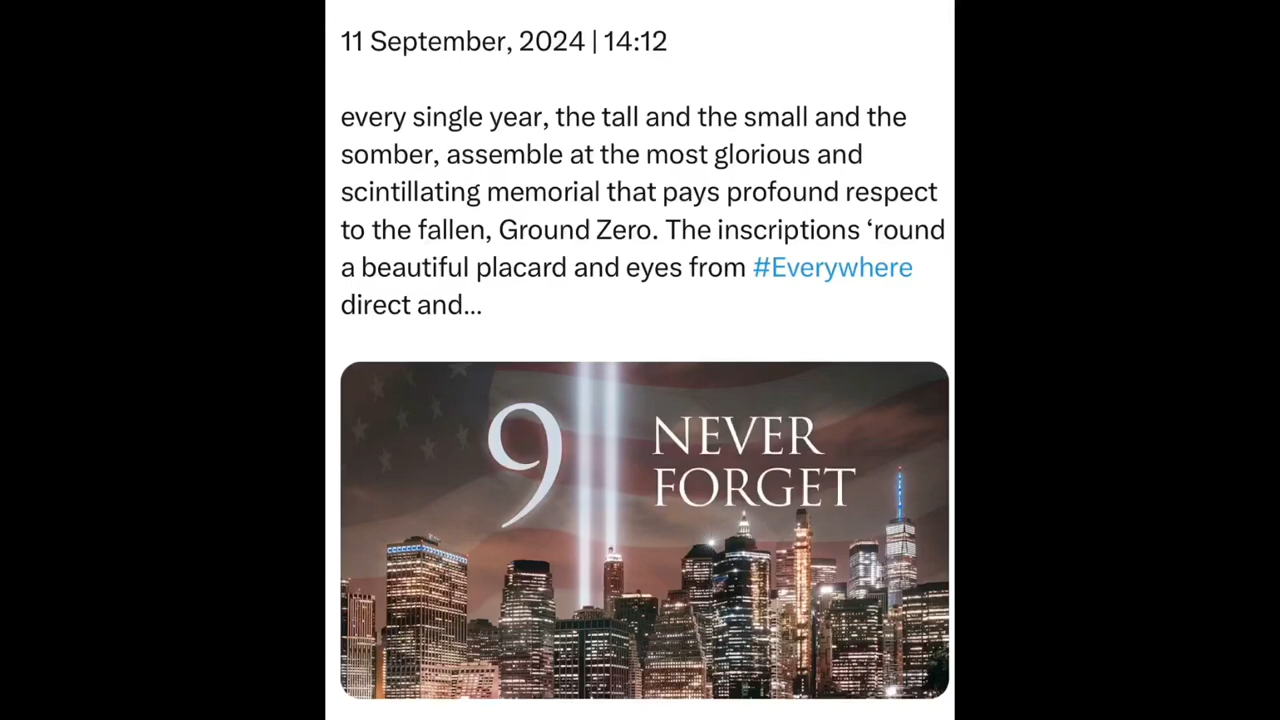 11 September, 2024 | 14:12
every single year, the tall and the small and the
somber, assemble at the most glorious and
scintillating memorial that pays profound respect
to the fallen, Ground Zero. The inscriptions ‘round
a beautiful placard and eyes from #Everywhere
direct and...
9 NEVER
FORGET